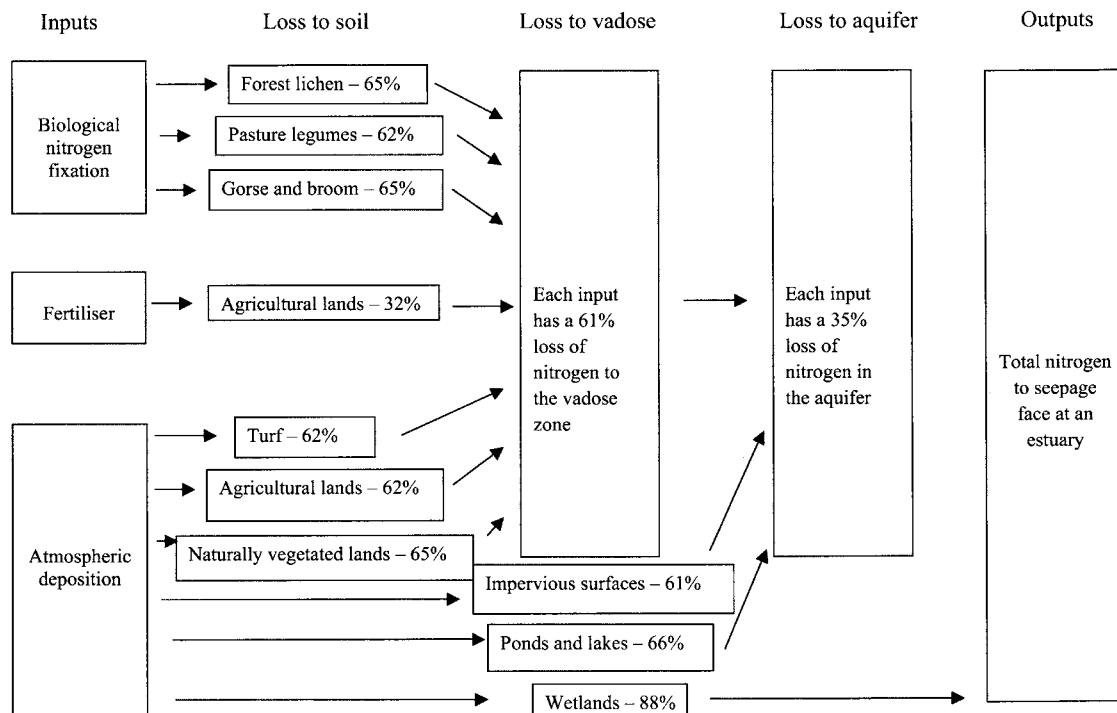 Inputs
Loss to soil
Loss to vadose
Loss to aquifer
Outputs
Biological
nitrogen
fixation
Forest lichen – 65%
Pasture legumes – 62%
Gorse and broom – 65%
Fertiliser
Agricultural lands – 32%
Atmospheric
deposition
Turf – 62%
Agricultural lands – 62%
Naturally vegetated lands – 65%
Impervious surfaces – 61%
Ponds and lakes – 66%
Wetlands – 88%
Each input
has a 61%
loss of
nitrogen to
the vadose
zone
Each input
has a 35%
loss of
nitrogen in
the aquifer
Total nitrogen
to seepage
face at an
estuary